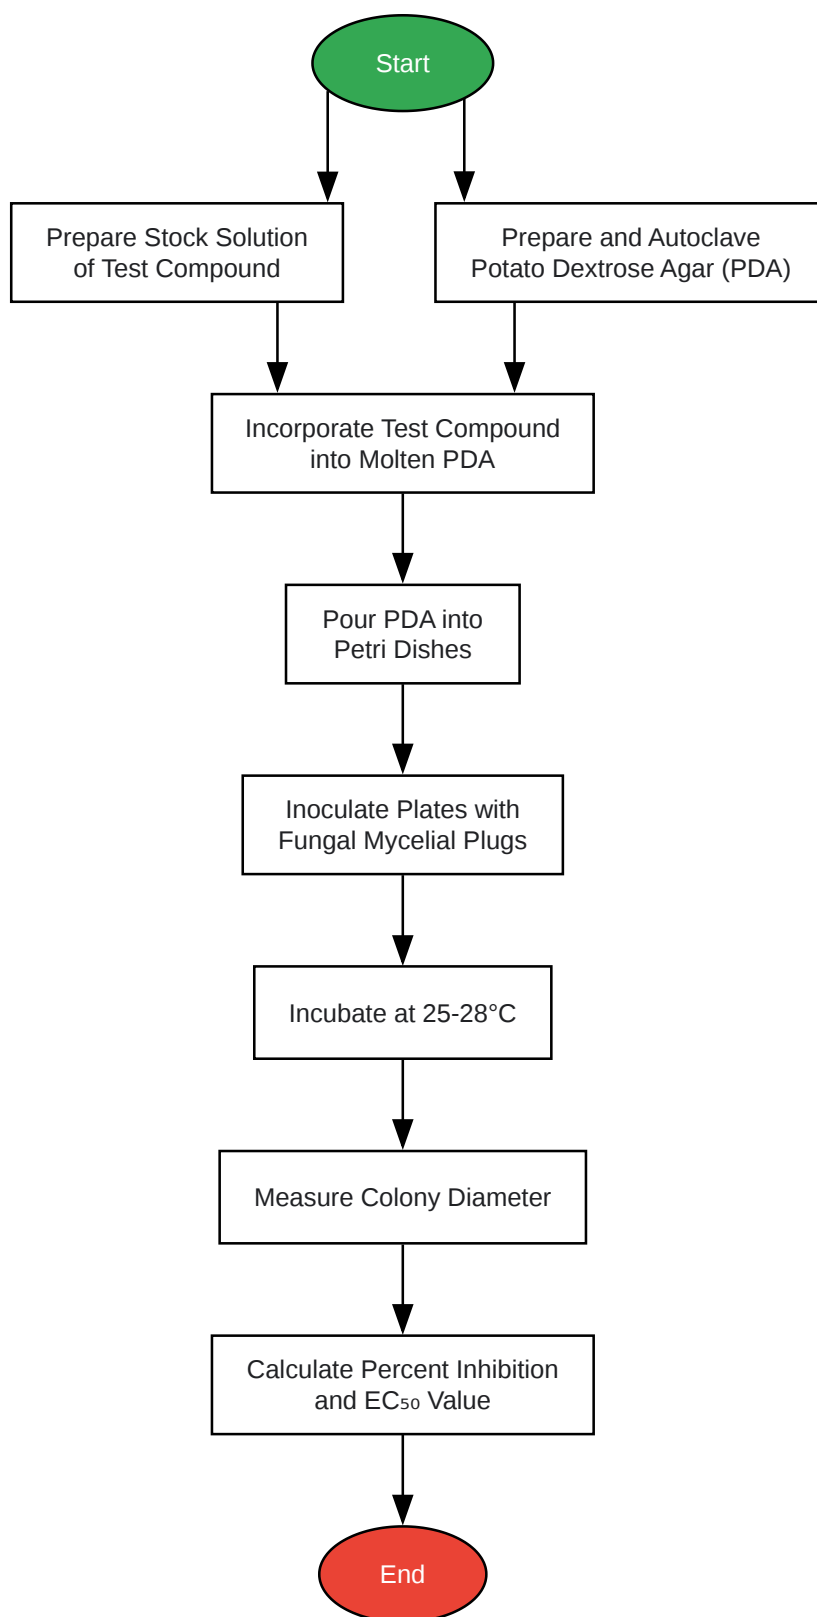 Start
Prepare Stock Solution
of Test Compound
Prepare and Autoclave
Potato Dextrose Agar (PDA)
Incorporate Test Compound
into Molten PDA
Pour PDA into
Petri Dishes
Inoculate Plates with
Fungal Mycelial Plugs
Incubate at 25-28°C
Measure Colony Diameter
Calculate Percent Inhibition
and EC₅₀ Value
End